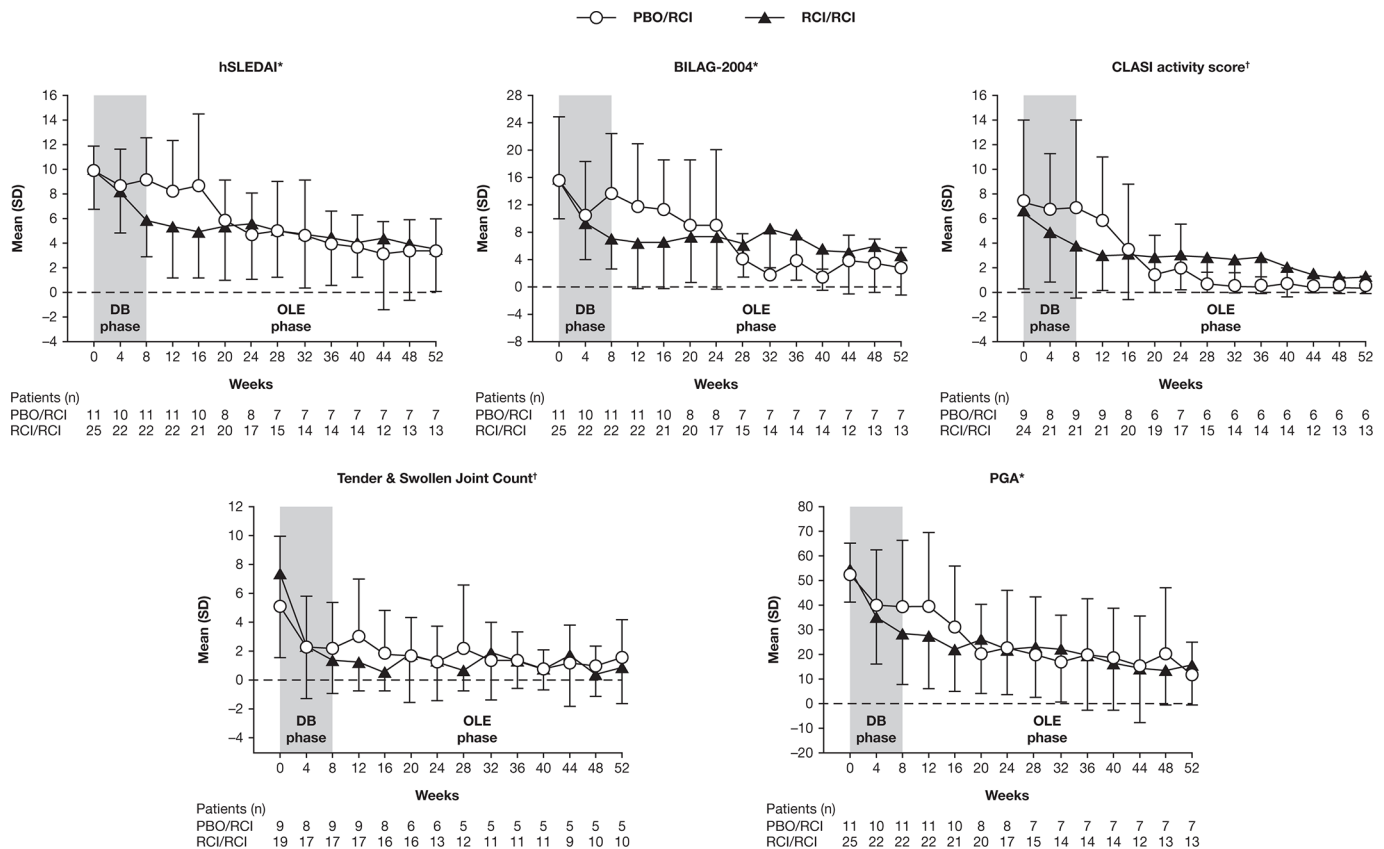 PBO/RCI RCI/RCI
hSLEDAI*
16
14
12
10
8
6
4
2
0
–2
–4
Mean (SD)
DB
phase
OLE
phase
0 4 8 12 16 20 24 28 32 36 40 44 48 52
Weeks
Patients (n)
PBO/RCI 11 10 11 11 10 8 8 7 7 7 7 7 7 7
RCI/RCI 25 22 22 22 21 20 17 15 14 14 14 12 13 13
BILAG-2004*
28
24
20
16
12
8
4
0
–4
–8
Mean (SD)
DB
phase
OLE
phase
0 4 8 12 16 20 24 28 32 36 40 44 48 52
Weeks
Patients (n)
PBO/RCI 11 10 11 11 10 8 8 7 7 7 7 7 7 7
RCI/RCI 25 22 22 22 21 20 17 15 14 14 14 12 13 13
CLASI activity score†
16
14
12
10
8
6
4
2
0
–2
–4
Mean (SD)
DB
phase
OLE
phase
0 4 8 12 16 20 24 28 32 36 40 44 48 52
Weeks
Patients (n)
PBO/RCI 9 8 9 9 8 6 7 6 6 6 6 6 6 6
RCI/RCI 24 21 21 21 20 19 17 15 14 14 14 12 13 13
Tender & Swollen Joint Count†
12
10
8
6
4
2
0
–2
–4
Mean (SD)
DB
phase
OLE
phase
0 4 8 12 16 20 24 28 32 36 40 44 48 52
Weeks
Patients (n)
PBO/RCI 9 8 9 9 8 6 6 5 5 5 5 5 5 5
RCI/RCI 19 17 17 17 16 16 13 12 11 11 11 9 10 10
PGA*
80
70
60
50
40
30
20
10
0
–10
–20
Mean (SD)
DB
phase
OLE
phase
0 4 8 12 16 20 24 28 32 36 40 44 48 52
Weeks
Patients (n)
PBO/RCI 11 10 11 11 10 8 8 7 7 7 7 7 7 7
RCI/RCI 25 22 22 22 21 20 17 15 14 14 14 12 13 13